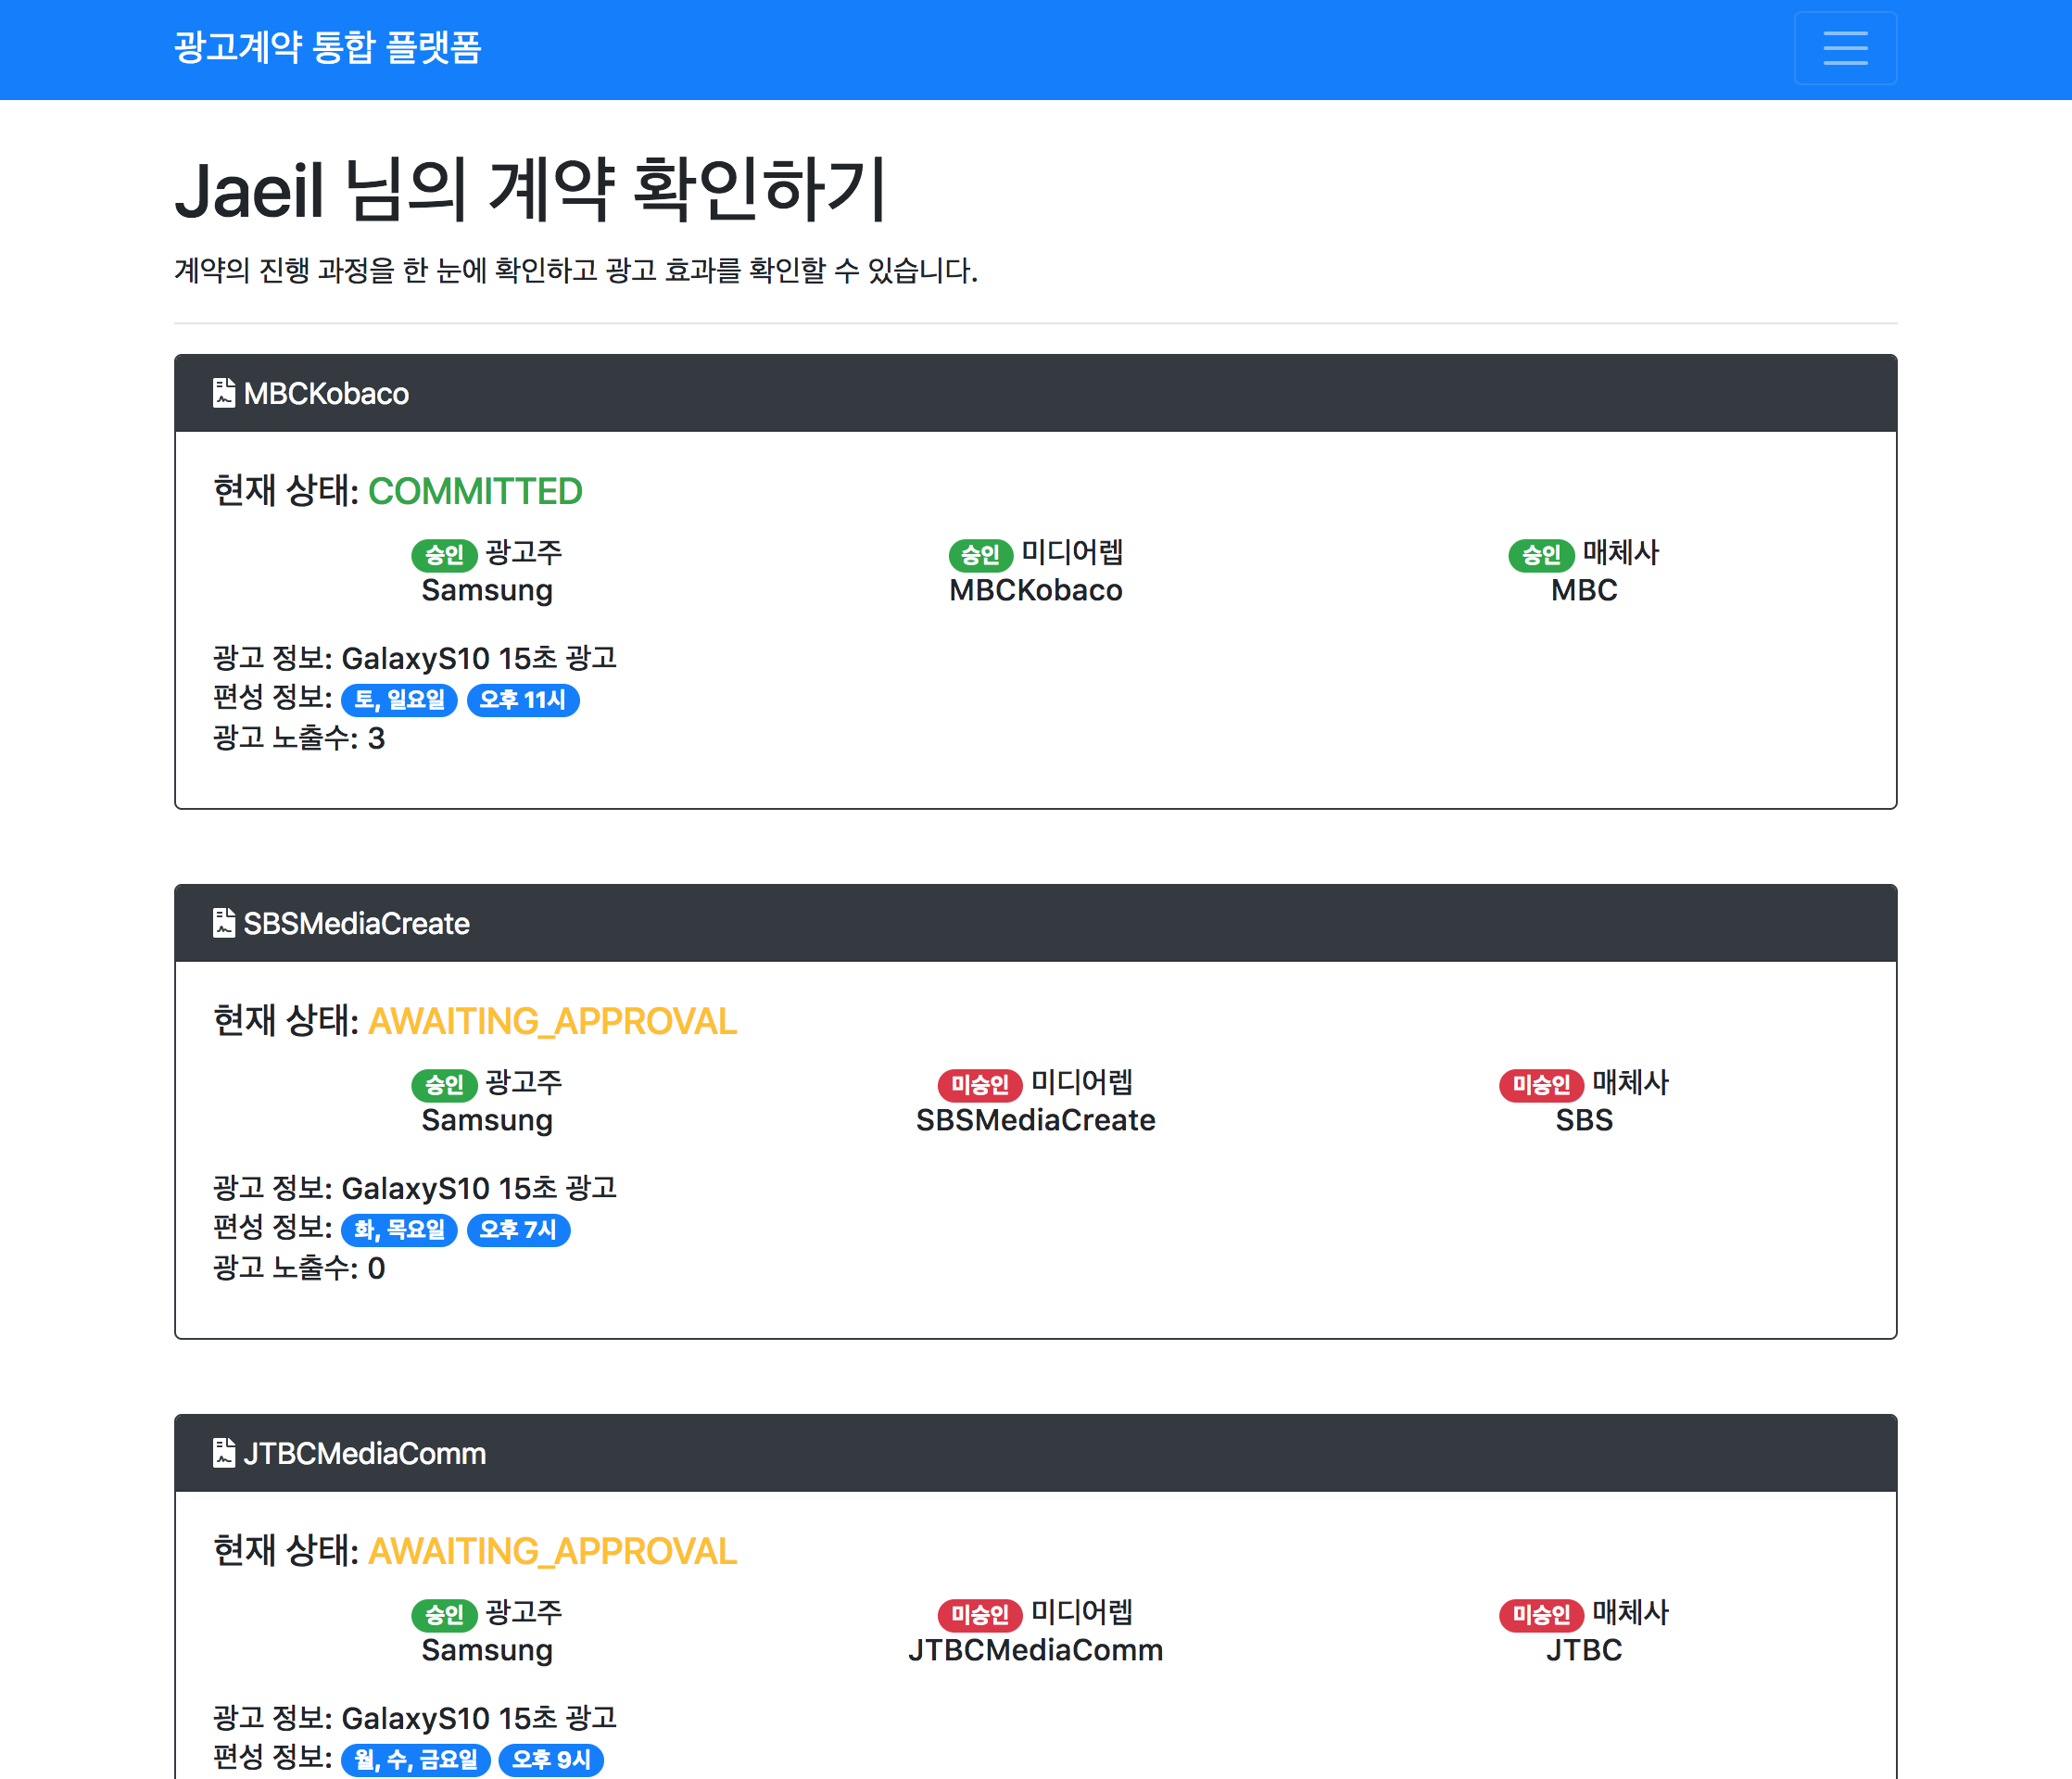 광고계약 통합 플랫폼
Jaeil 님의 계약 확인하기
계약의 진행 과정을 한 눈에 확인하고 광고 효과를 확인할 수 있습니다.
MBCKobaco
현재 상태: COMMITTED
승인 광고주 승인 미디어렙 승인 매체사
Samsung MBCKobaco MBC
광고 정보: GalaxyS10 15초 광고
편성 정보: 토, 일요일 오후 11시
광고 노출수: 3
SBSMediaCreate
현재 상태: AWAITING_APPROVAL
승인 광고주 미승인 미디어렙 미승인 매체사
Samsung SBSMediaCreate SBS
광고 정보: GalaxyS10 15초 광고
편성 정보: 화, 목요일 오후 7시
광고 노출수: 0
JTBCMediaComm
현재 상태: AWAITING_APPROVAL
승인 광고주 미승인 미디어렙 미승인 매체사
Samsung JTBCMediaComm JTBC
광고 정보: GalaxyS10 15초 광고
편성 정보: 월, 수, 금요일 오후 9시